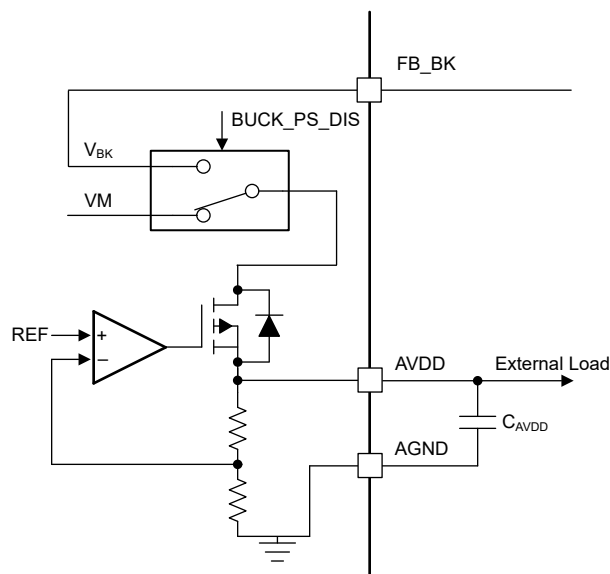 FB_BK
BUCK_PS_DIS
VBK
VM
REF
+
–
AVDD
External Load
CAVDD
AGND